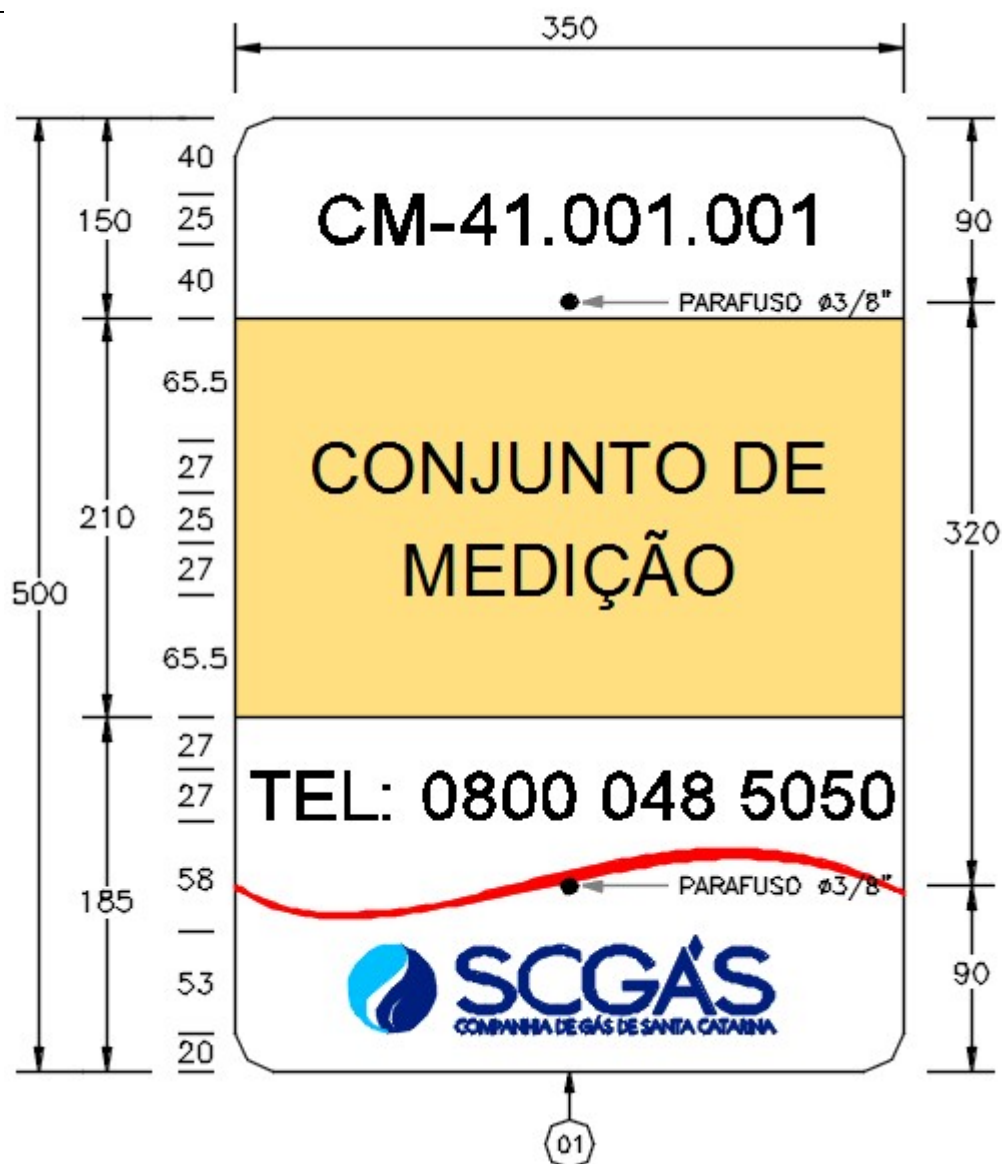 350
40
150
25
CM-41.001.001
90
40
PARAFUSO ø3/8"
65.5
CONJUNTO DE
27
210
25
320
MEDIÇÃO
27
500
65.5
27
TEL: 0800 048 5050
27
58
PARAFUSO ø3/8"
185
SCGÁS
53
90
COMPANHIA DE GÁS DE SANTA CATARINA
20
01